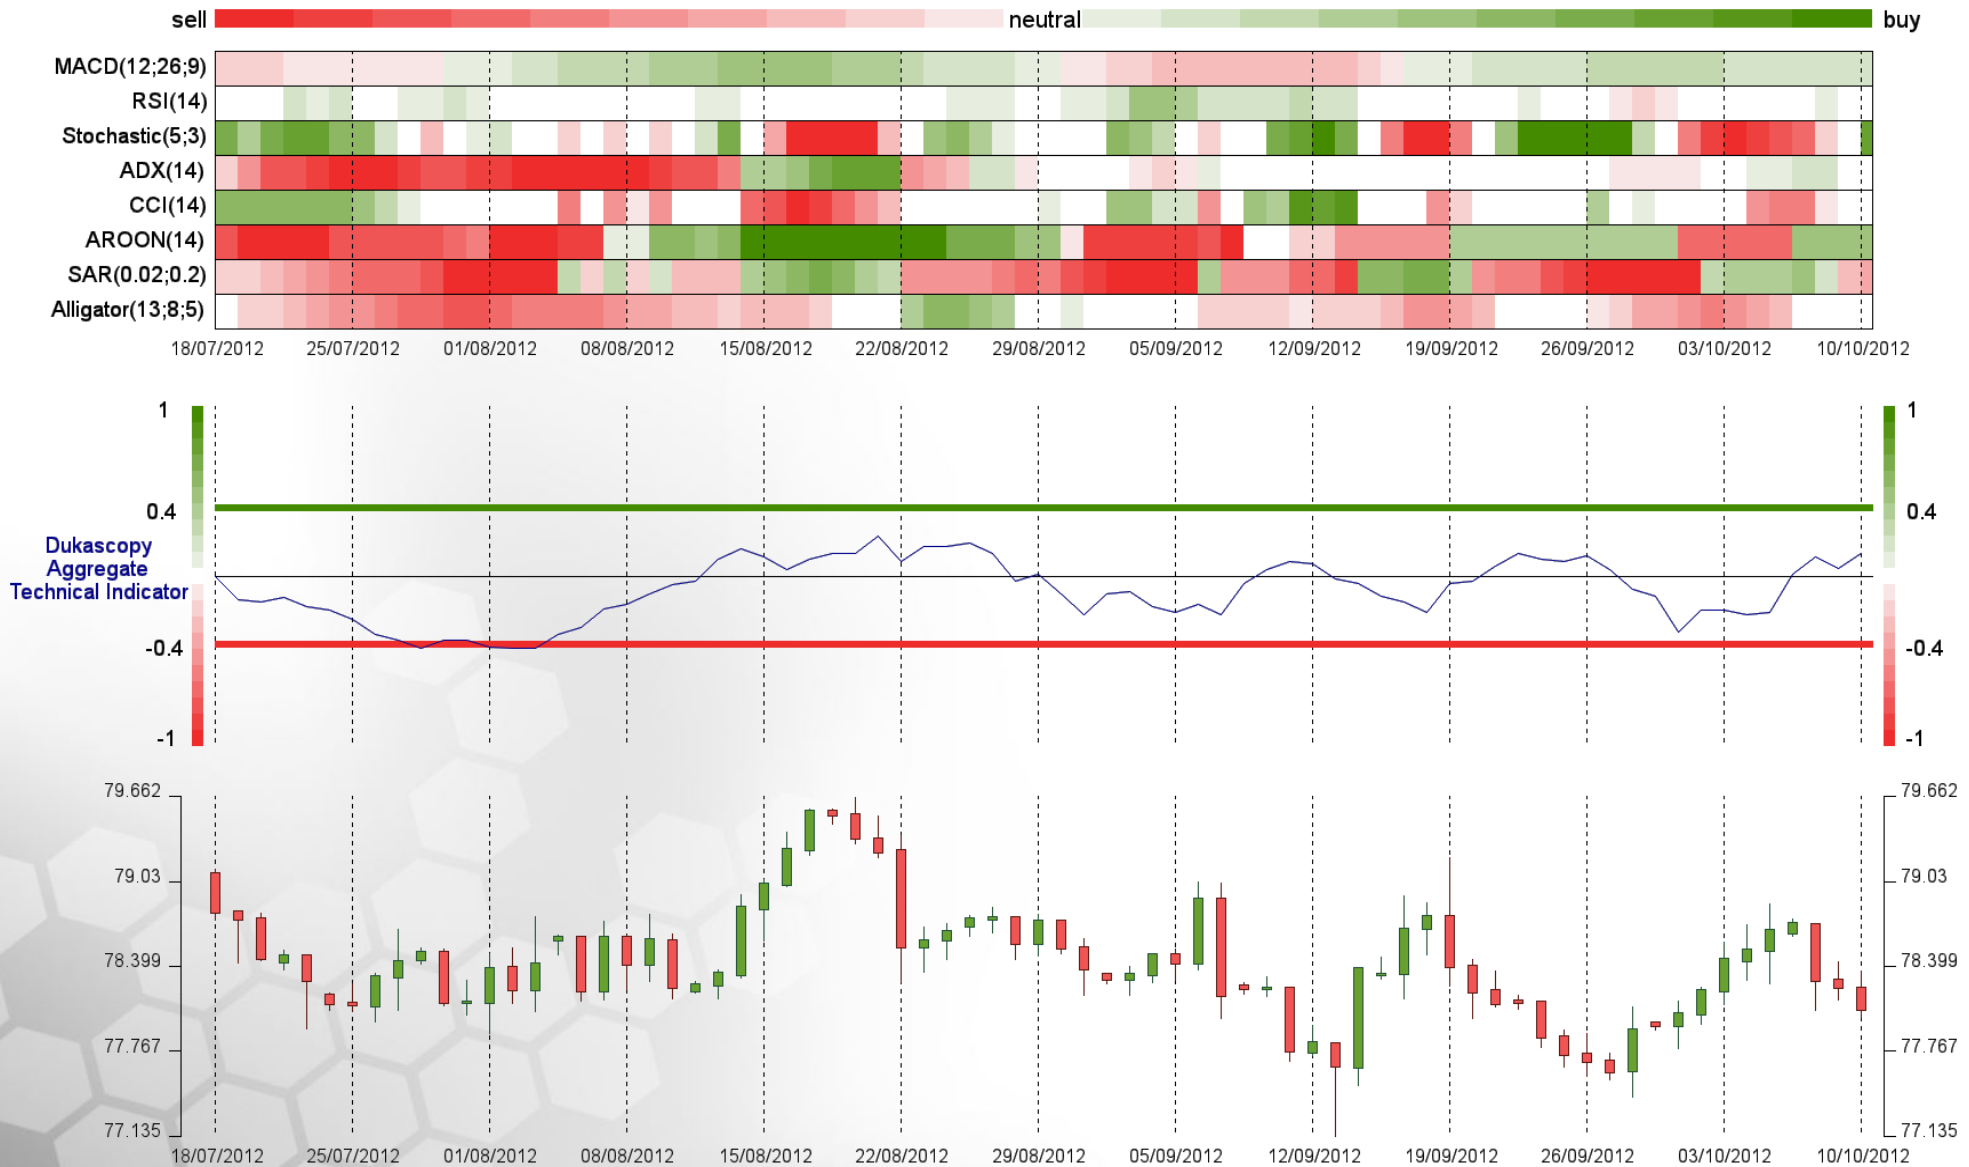 sell neutral buy
MACD(12;26;9)
RSI(14)
Stochastic(5;3)
ADX(14)
CCI(14)
AROON(14)
SAR(0.02;0.2)
Alligator(13;8;5)
18/07/2012 25/07/2012 01/08/2012 08/08/2012 15/08/2012 22/08/2012 29/08/2012 05/09/2012 12/09/2012 19/09/2012 26/09/2012 03/10/2012 10/10/2012
1 1
0.4 0.4
Dukascopy
Aggregate
Technical Indicator
-0.4 -0.4
-1 -1
79.662 79.662
79.03 79.03
78.399 78.399
77.767 77.767
77.135 77.135
18/07/2012 25/07/2012 01/08/2012 08/08/2012 15/08/2012 22/08/2012 29/08/2012 05/09/2012 12/09/2012 19/09/2012 26/09/2012 03/10/2012 10/10/2012